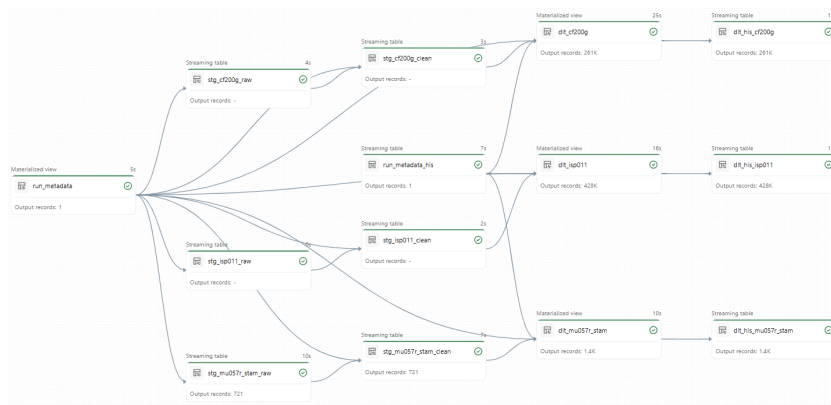 Materialized view 5s
run_metadata
Output records: 1
Streaming table 4s
stg_cf200g_raw
Output records: -
Streaming table
stg_isp011_raw
Output records: -
Streaming table 10s
stg_mu057r_stam_raw
Output records: 721
Streaming table 3s
stg_cf200g_clean
Output records: -
Streaming table 7s
run_metadata_his
Output records: 1
Streaming table 2s
stg_isp011_clean
Output records: -
Streaming table
stg_mu057r_stam_clean
Output records: 721
Materialized view 25s
dlt_cf200g
Output records: 261K
Materialized view 16s
dlt_isp011
Output records: 428K
Materialized view 10s
dlt_mu057r_stam
Output records: 1.4K
Streaming table 1
dlt_his_cf200g
Output records: 261K
Streaming table 1
dlt_his_isp011
Output records: 428K
Streaming table
dlt_his_mu057r_stam
Output records: 1.4K